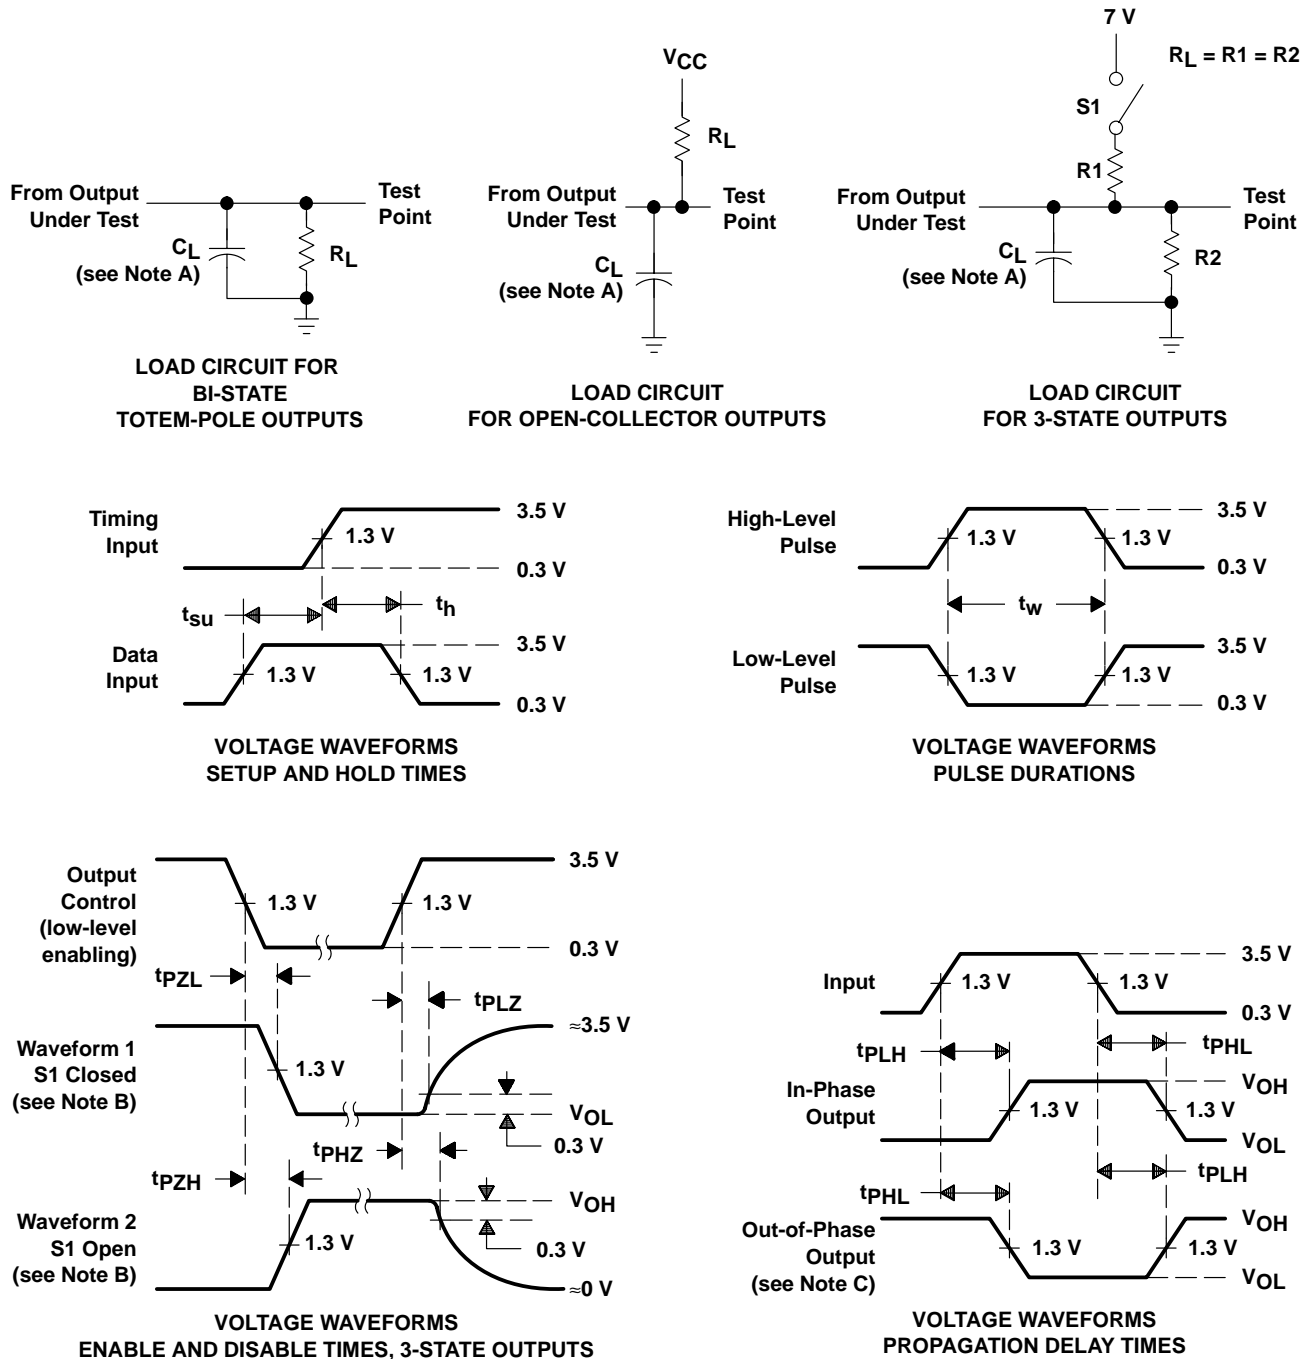 From Output
Under Test
Test
Point
CL
(see Note A)
RL
LOAD CIRCUIT FOR
BI-STATE
TOTEM-POLE OUTPUTS
VCC
RL
From Output
Under Test
Test
Point
CL
(see Note A)
LOAD CIRCUIT
FOR OPEN-COLLECTOR OUTPUTS
7 V
RL = R1 = R2
S1
R1
From Output
Under Test
Test
Point
CL
(see Note A)
R2
LOAD CIRCUIT
FOR 3-STATE OUTPUTS
Timing
Input
1.3 V
3.5 V
0.3 V
tsu
th
Data
Input
1.3 V
1.3 V
3.5 V
0.3 V
VOLTAGE WAVEFORMS
SETUP AND HOLD TIMES
High-Level
Pulse
1.3 V
1.3 V
3.5 V
0.3 V
tw
Low-Level
Pulse
1.3 V
1.3 V
3.5 V
0.3 V
VOLTAGE WAVEFORMS
PULSE DURATIONS
Output
Control
(low-level
enabling)
1.3 V
1.3 V
3.5 V
0.3 V
tPZL
tPLZ
Waveform 1
S1 Closed
(see Note B)
1.3 V
≈3.5 V
VOL
0.3 V
tPHZ
tPZH
Waveform 2
S1 Open
(see Note B)
1.3 V
VOH
0.3 V
≈0 V
VOLTAGE WAVEFORMS
ENABLE AND DISABLE TIMES, 3-STATE OUTPUTS
Input
1.3 V
1.3 V
3.5 V
0.3 V
tPLH
tPHL
In-Phase
Output
1.3 V
1.3 V
VOH
VOL
tPHL
tPLH
Out-of-Phase
Output
(see Note C)
1.3 V
1.3 V
VOH
VOL
VOLTAGE WAVEFORMS
PROPAGATION DELAY TIMES